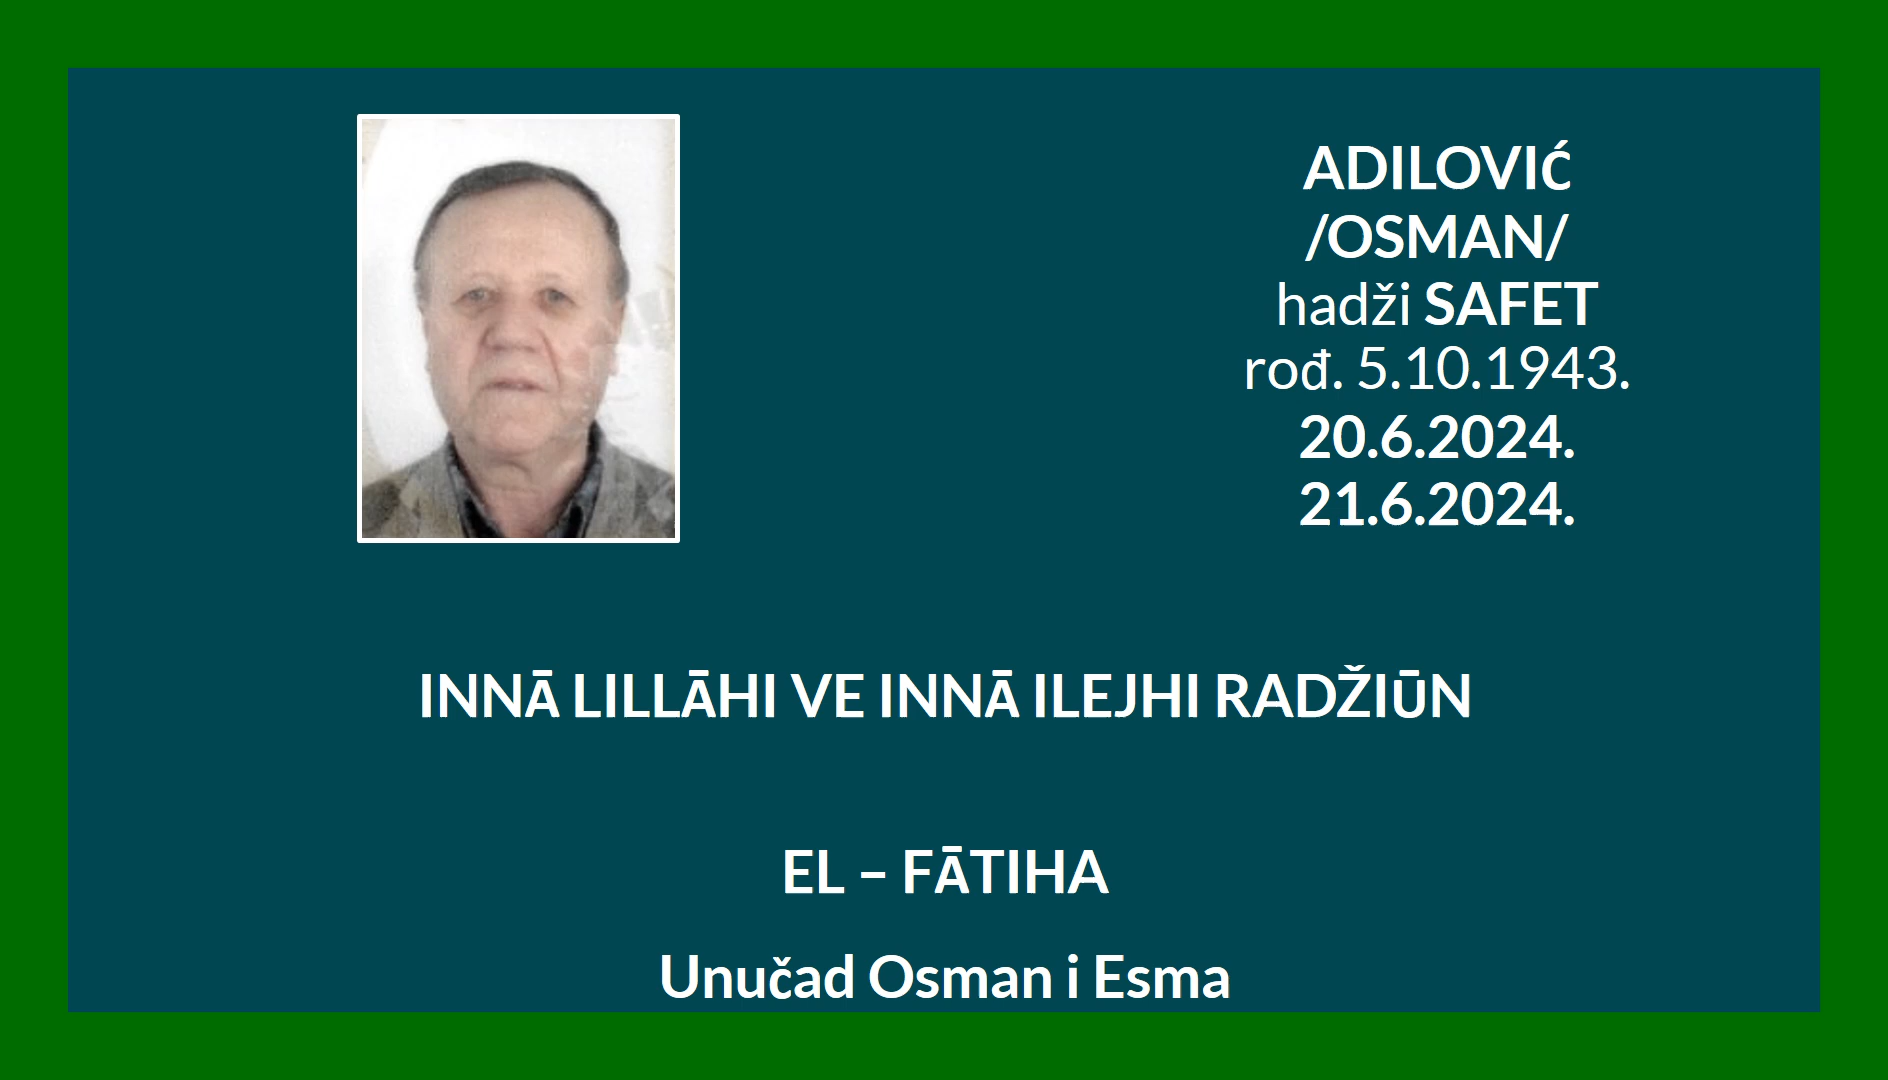 ADILOVIĆ
/OSMAN/
hadži SAFET
rođ. 5.10.1943.
20.6.2024.
21.6.2024.
INNĀ LILLĀHI VE INNĀ ILEJHI RADŽIŪN
EL – FĀTIHA
Unučad Osman i Esma